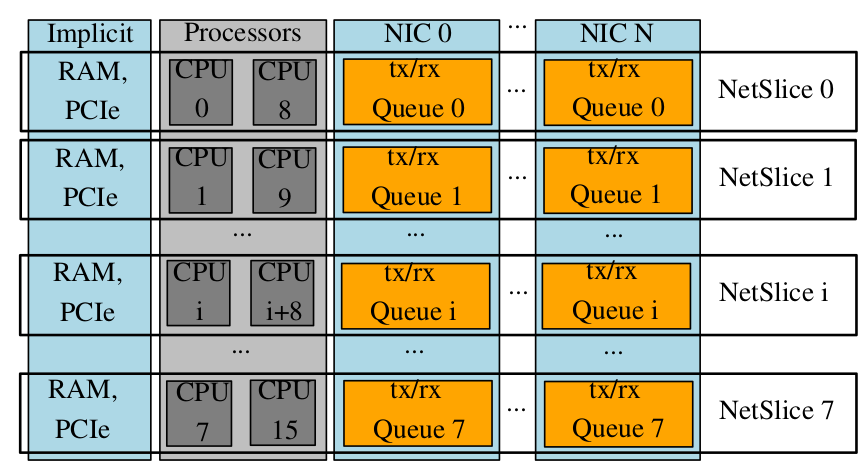 Implicit Processors NIC 0 ... NIC N
RAM, CPU CPU tx/rx tx/rx
PCIe 0 8 Queue 0 ... Queue 0 NetSlice 0
RAM, CPU CPU tx/rx tx/rx
PCIe 1 9 Queue 1 ... Queue 1 NetSlice 1
... ... ...
RAM, CPU CPU tx/rx tx/rx
PCIe i i+8 Queue i ... Queue i NetSlice i
... ... ...
RAM, CPU CPU tx/rx tx/rx
PCIe 7 15 Queue 7 ... Queue 7 NetSlice 7